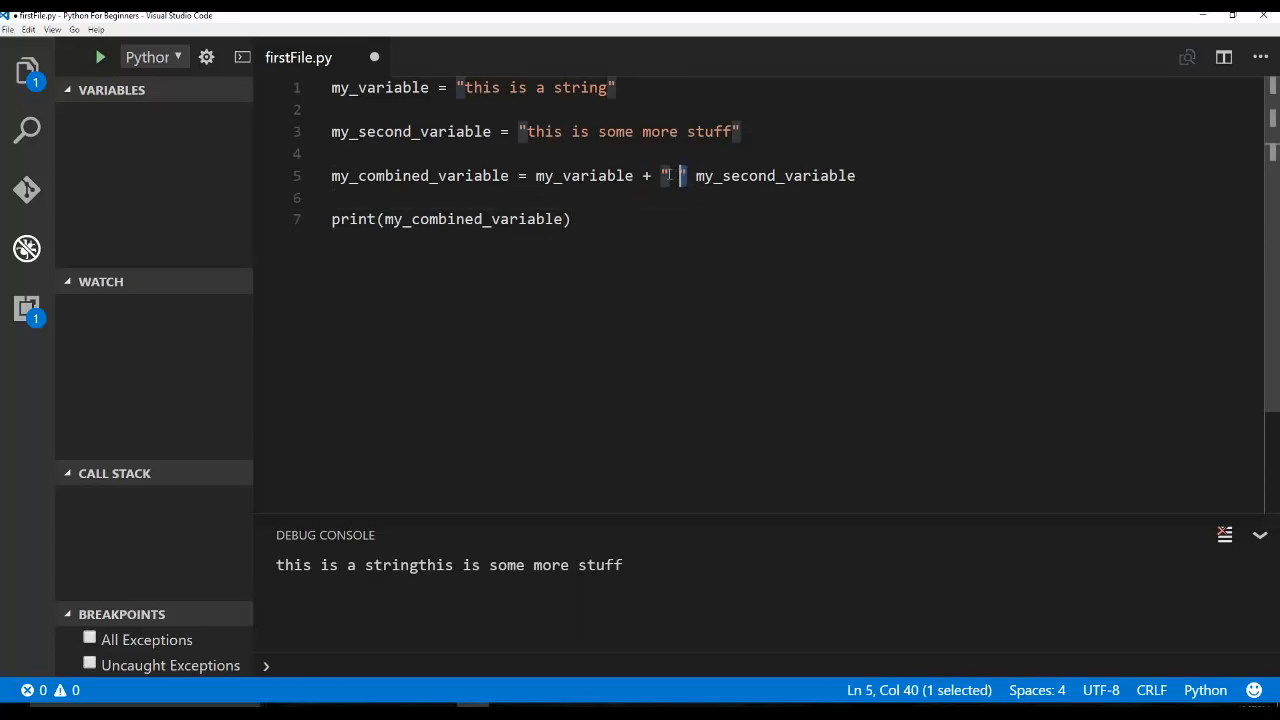 firstFile.py - Python For Beginners - Visual Studio Code
File Edit View Go Help
Python
firstFile.py
1
VARIABLES
1 my_variable = "this is a string"
2
3 my_second_variable = "this is some more stuff"
4
5 my_combined_variable = my_variable + " " my_second_variable
6
7 print(my_combined_variable)
WATCH
1
CALL STACK
DEBUG CONSOLE
this is a stringthis is some more stuff
BREAKPOINTS
All Exceptions
Uncaught Exceptions
0 0 Ln 5, Col 40 (1 selected) Spaces: 4 UTF-8 CRLF Python